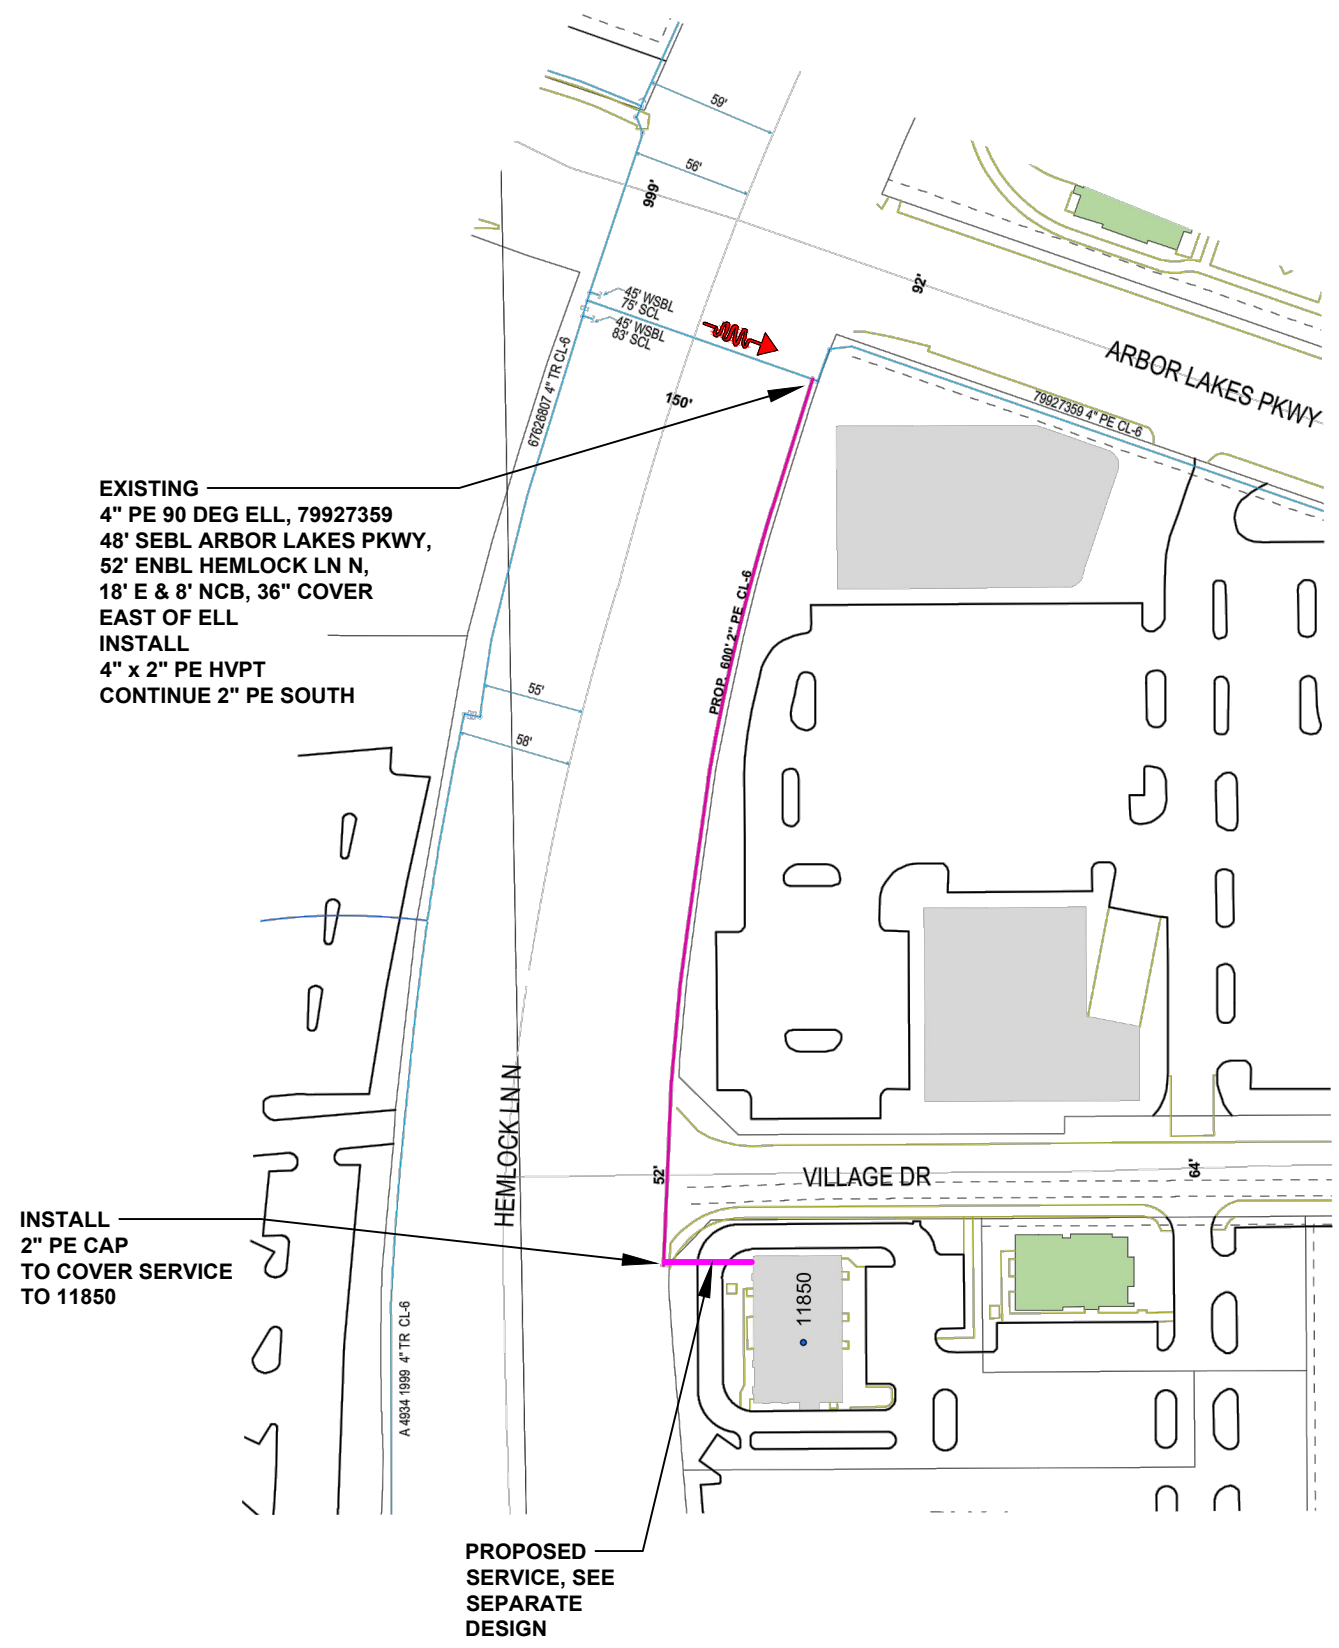 59'
56'
999'
92'
45' WSBL
75' SCL
45' WSBL
83' SCL
ARBOR LAKES PKWY
67626807 4" TR CL-6
150'
79927359 4" PE CL-6
EXISTING
4" PE 90 DEG ELL, 79927359
48' SEBL ARBOR LAKES PKWY,
52' ENBL HEMLOCK LN N,
18' E & 8' NCB, 36" COVER
EAST OF ELL
INSTALL
4" x 2" PE HVPT
CONTINUE 2" PE SOUTH
PROP. 600' 2" PE CL-6
55'
58'
HEMLOCK LN N
52'
VILLAGE DR
64'
INSTALL
2" PE CAP
TO COVER SERVICE
TO 11850
11850
A 4934 1999 4" TR CL-6
PROPOSED
SERVICE, SEE
SEPARATE
DESIGN